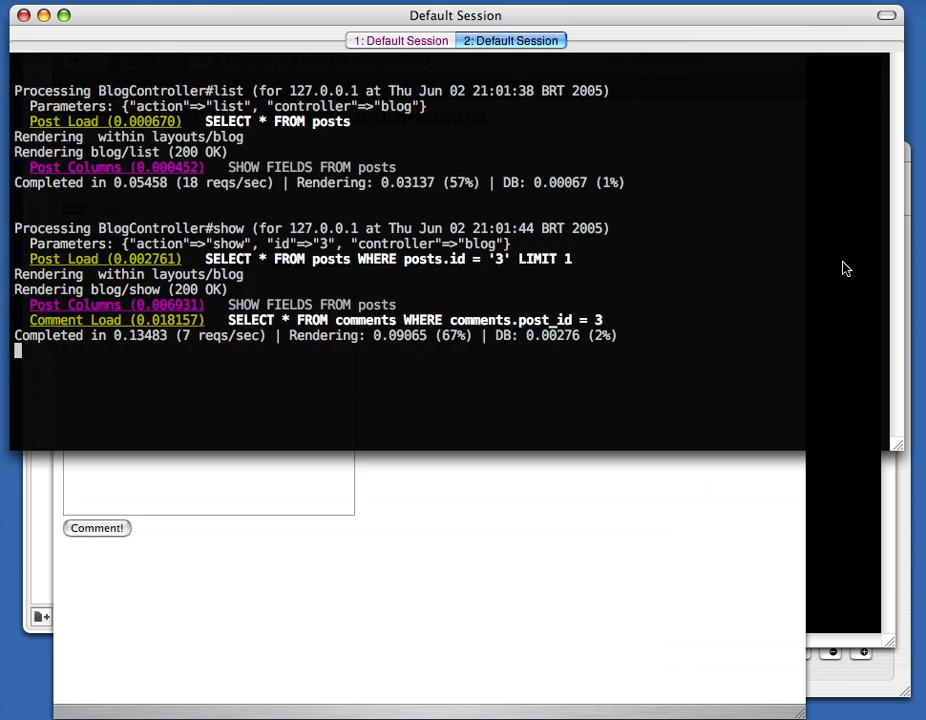 Default Session
1: Default Session
2: Default Session
Processing BlogController#list (for 127.0.0.1 at Thu Jun 02 21:01:38 BRT 2005)
Parameters: {"action"=>"list", "controller"=>"blog"}
Post Load (0.000670)   SELECT * FROM posts
Rendering  within layouts/blog
Rendering blog/list (200 OK)
Post Columns (0.000452)   SHOW FIELDS FROM posts
Completed in 0.05458 (18 reqs/sec) | Rendering: 0.03137 (57%) | DB: 0.00067 (1%)
Processing BlogController#show (for 127.0.0.1 at Thu Jun 02 21:01:44 BRT 2005)
Parameters: {"action"=>"show", "id"=>"3", "controller"=>"blog"}
Post Load (0.002761)   SELECT * FROM posts WHERE posts.id = '3' LIMIT 1
Rendering  within layouts/blog
Rendering blog/show (200 OK)
Post Columns (0.006931)   SHOW FIELDS FROM posts
Comment Load (0.018157)   SELECT * FROM comments WHERE comments.post_id = 3
Completed in 0.13483 (7 reqs/sec) | Rendering: 0.09065 (67%) | DB: 0.00276 (2%)
Comment!